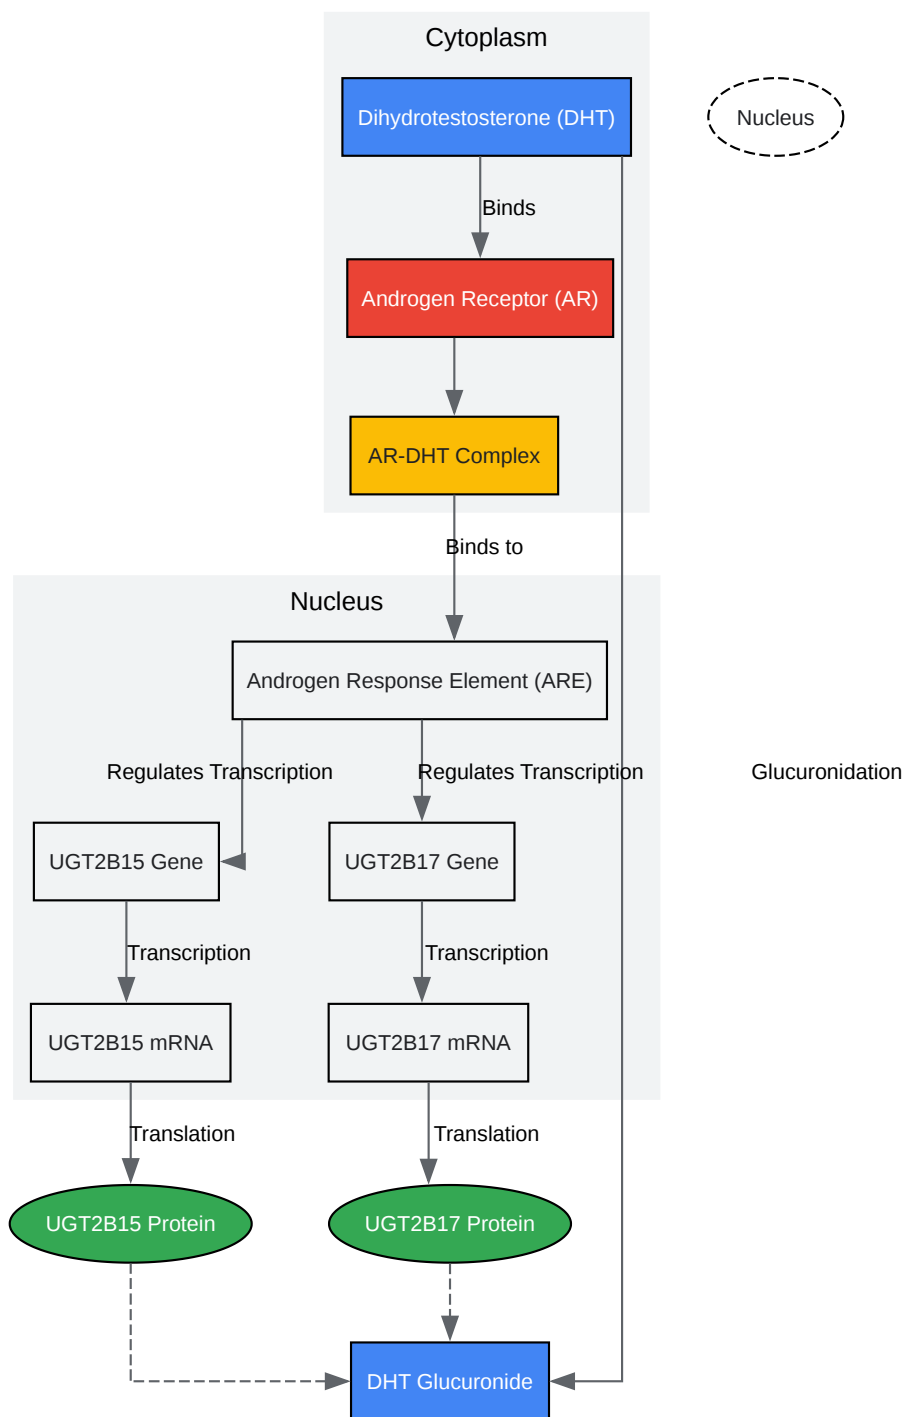 Cytoplasm
Dihydrotestosterone (DHT)
Nucleus
Binds
Androgen Receptor (AR)
AR-DHT Complex
Binds to
Nucleus
Androgen Response Element (ARE)
Regulates Transcription
Regulates Transcription
Glucuronidation
UGT2B15 Gene
UGT2B17 Gene
Transcription
Transcription
UGT2B15 mRNA
UGT2B17 mRNA
Translation
Translation
UGT2B15 Protein
UGT2B17 Protein
DHT Glucuronide